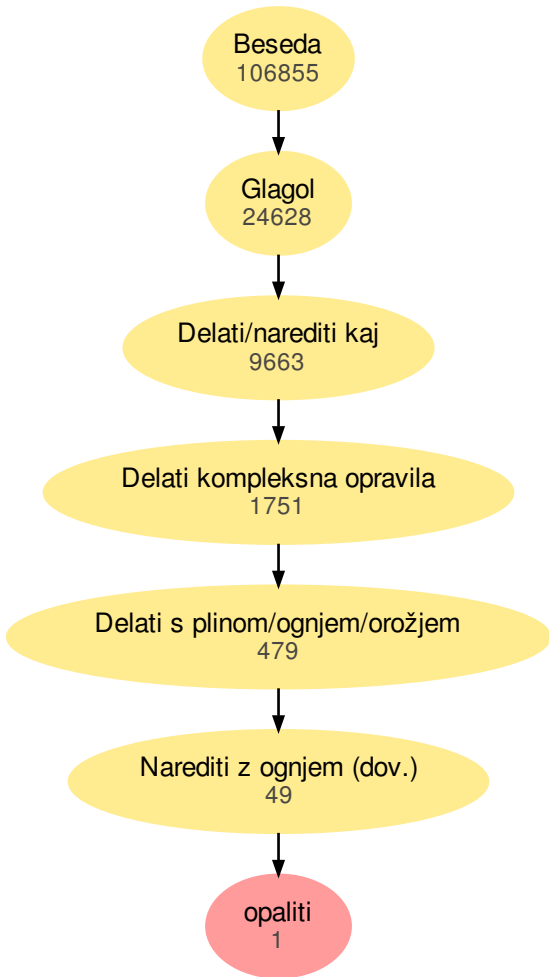 Beseda
106855
Glagol
24628
Delati/narediti kaj
9663
Delati kompleksna opravila
1751
Delati s plinom/ognjem/orožjem
479
Narediti z ognjem (dov.)
49
opaliti
1